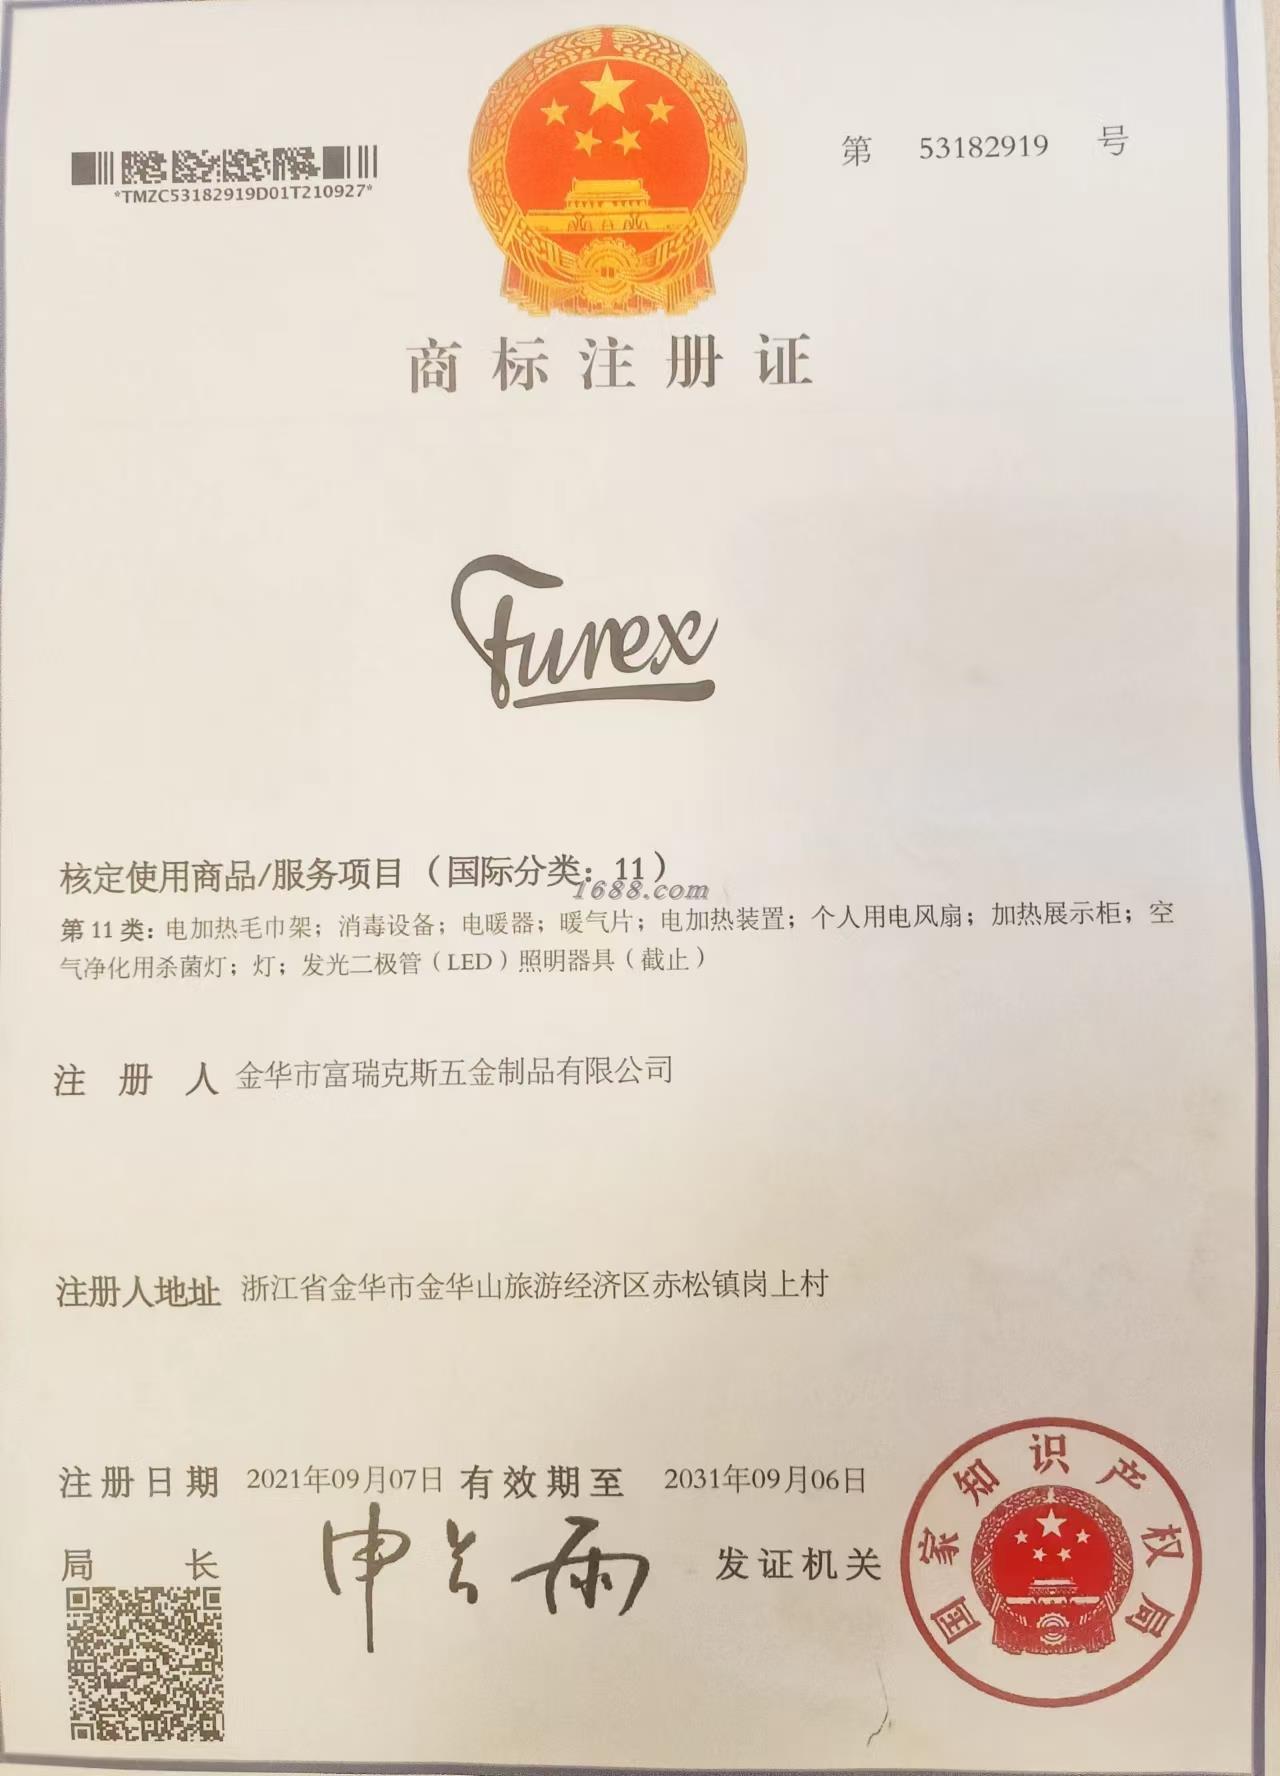 第 53182919 号
*TMZC53182919D01T210927*
商标注册证
Furex
核定使用商品/服务项目（国际分类：11）
1688.com
第11类：电加热毛巾架；消毒设备；电暖器；暖气片；电加热装置；个人用电风扇；加热展示柜；空
气净化用杀菌灯；灯；发光二极管（LED）照明器具（截止）
注册人 金华市富瑞克斯五金制品有限公司
注册人地址 浙江省金华市金华山旅游经济区赤松镇岗上村
注册日期 2021年09月07日 有效期至 2031年09月06日
局长 申长雨 发证机关
国家知识产权局